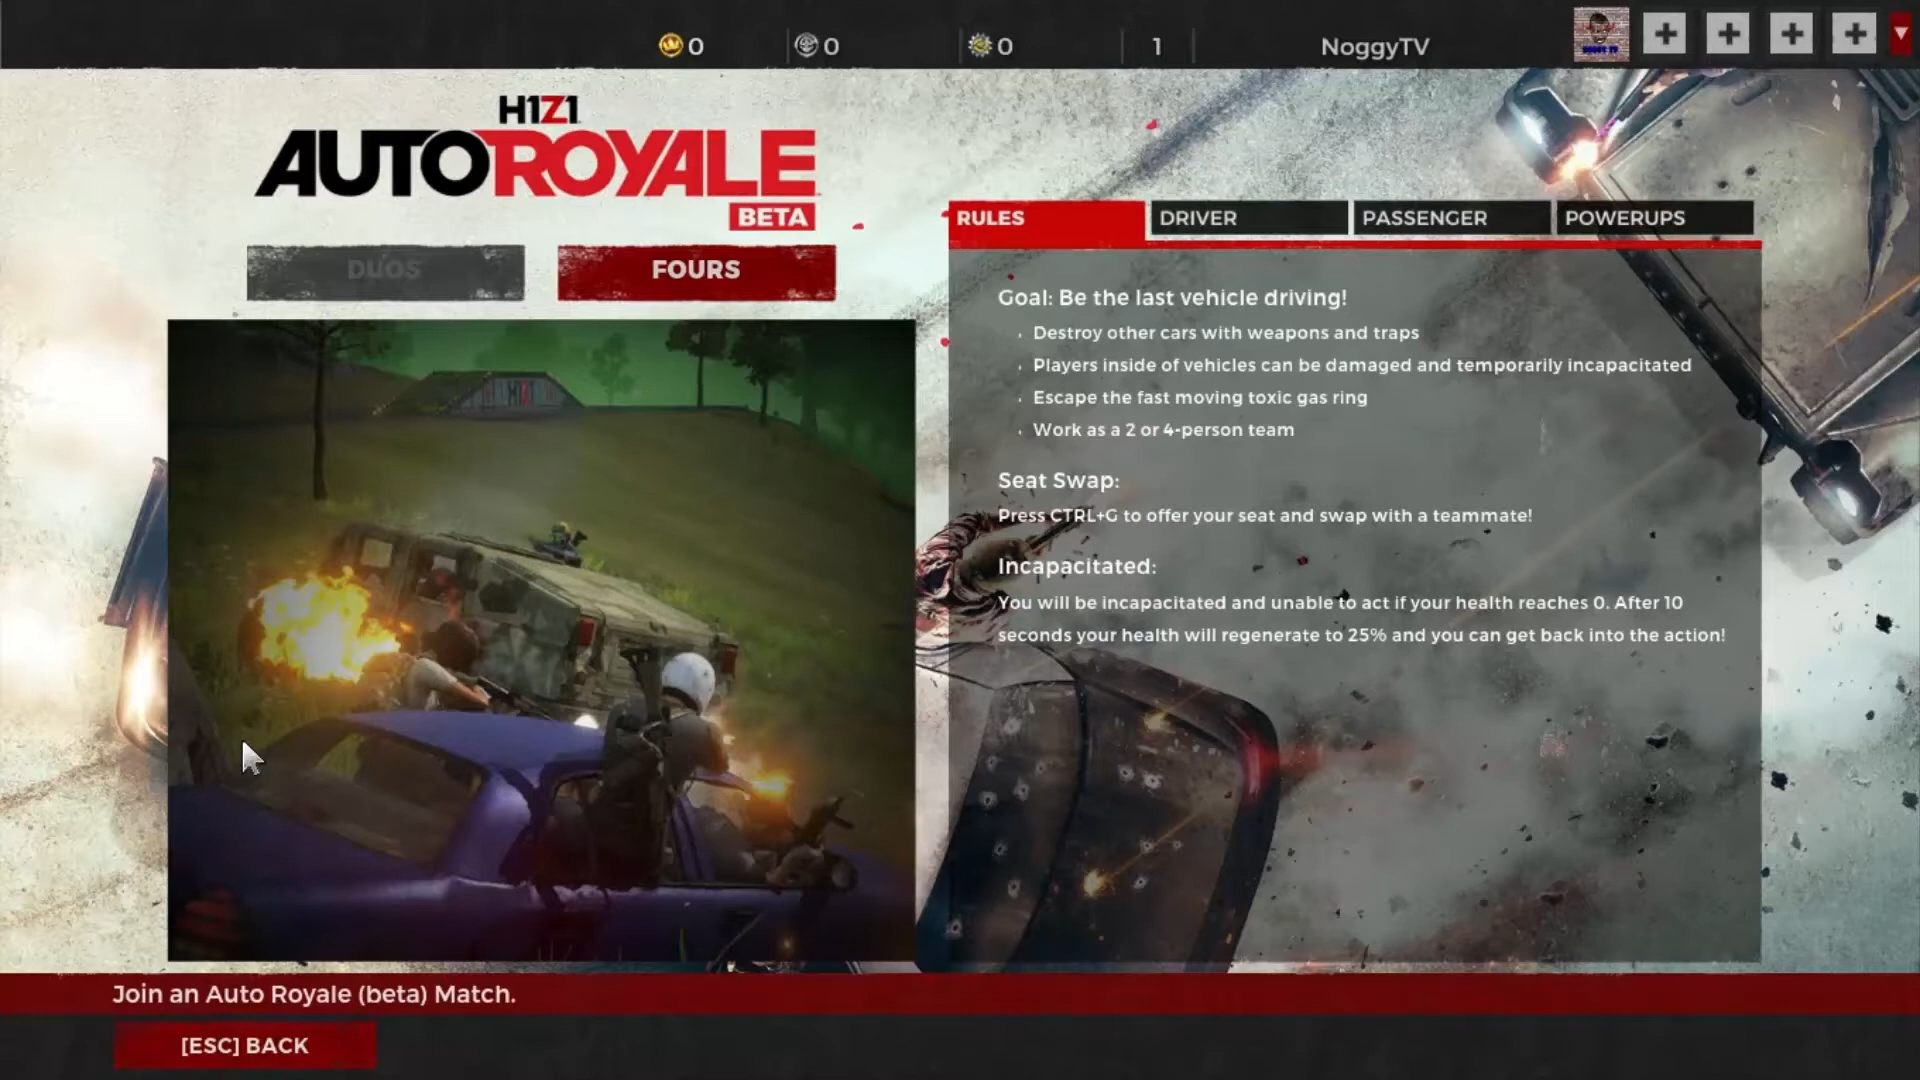 0
0
0
1
NoggyTV
H1Z1
AUTOROYALE
BETA
DUOS
FOURS
RULES
DRIVER
PASSENGER
POWERUPS
Goal: Be the last vehicle driving!
Destroy other cars with weapons and traps
Players inside of vehicles can be damaged and temporarily incapacitated
Escape the fast moving toxic gas ring
Work as a 2 or 4-person team
Seat Swap:
Press CTRL+G to offer your seat and swap with a teammate!
Incapacitated:
You will be incapacitated and unable to act if your health reaches 0. After 10
seconds your health will regenerate to 25% and you can get back into the action!
Join an Auto Royale (beta) Match.
[ESC] BACK